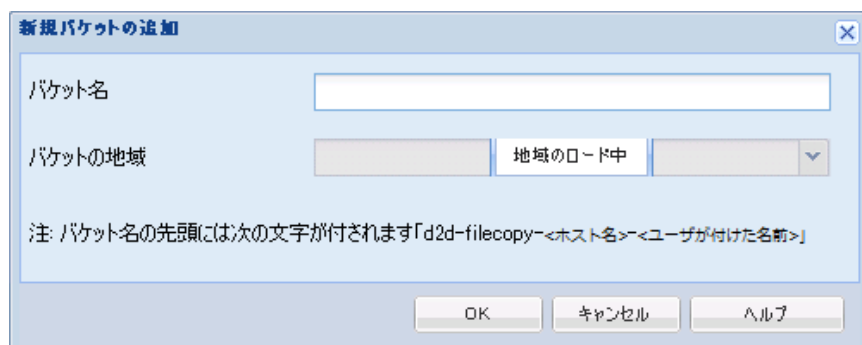 新規バケットの追加
バケット名
バケットの地域
地域のロード中
注: バケット名の先頭には次の文字が付されます「d2d-filecopy-<ホスト名>-<ユーザが付けた名前>」
OK
キャンセル
ヘルプ